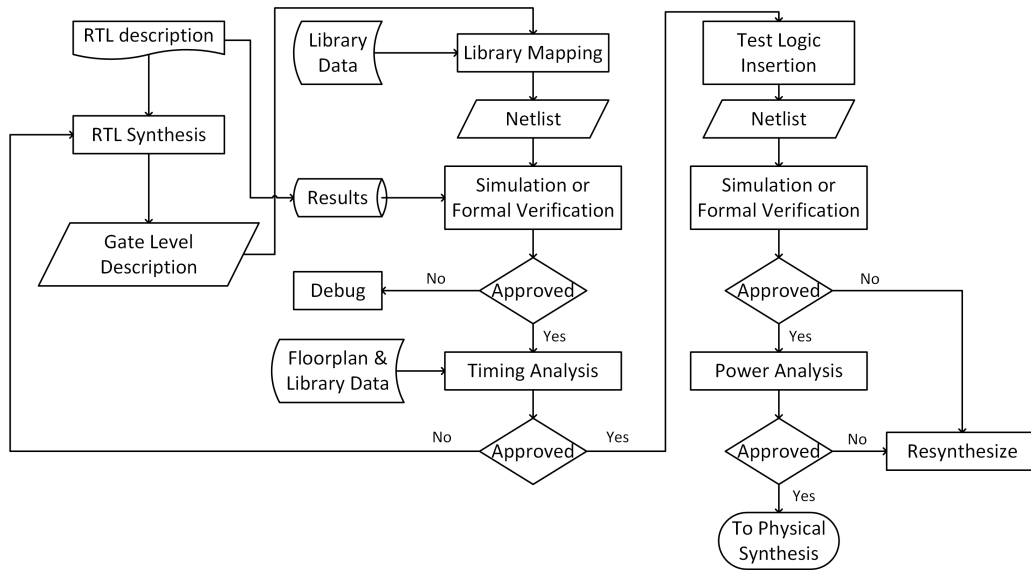 RTL description
RTL Synthesis
Gate Level
Description
Library
Data
Library Mapping
Netlist
Results
Simulation or
Formal Verification
Approved
No
Debug
Yes
Floorplan &
Library Data
Timing Analysis
Approved
No
Yes
Test Logic
Insertion
Netlist
Simulation or
Formal Verification
Approved
No
Yes
Power Analysis
Approved
No
Resynthesize
Yes
To Physical
Synthesis